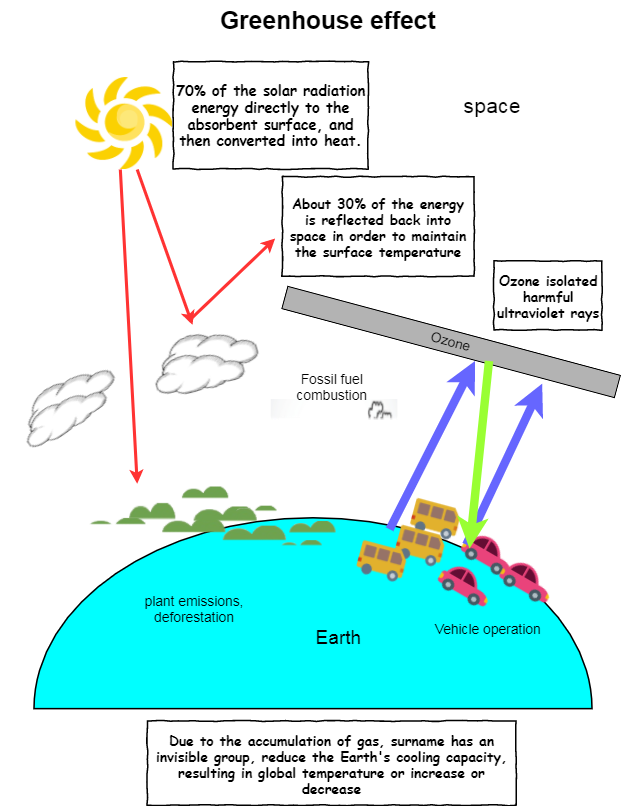 Greenhouse effect
70% of the solar radiation
energy directly to the
absorbent surface, and
then converted into heat.
space
About 30% of the energy
is reflected back into
space in order to maintain
the surface temperature
Ozone isolated
harmful
ultraviolet rays
Ozone
Fossil fuel
combustion
plant emissions,
deforestation
Earth
Vehicle operation
Due to the accumulation of gas, surname has an
invisible group, reduce the Earth's cooling capacity,
resulting in global temperature or increase or
decrease